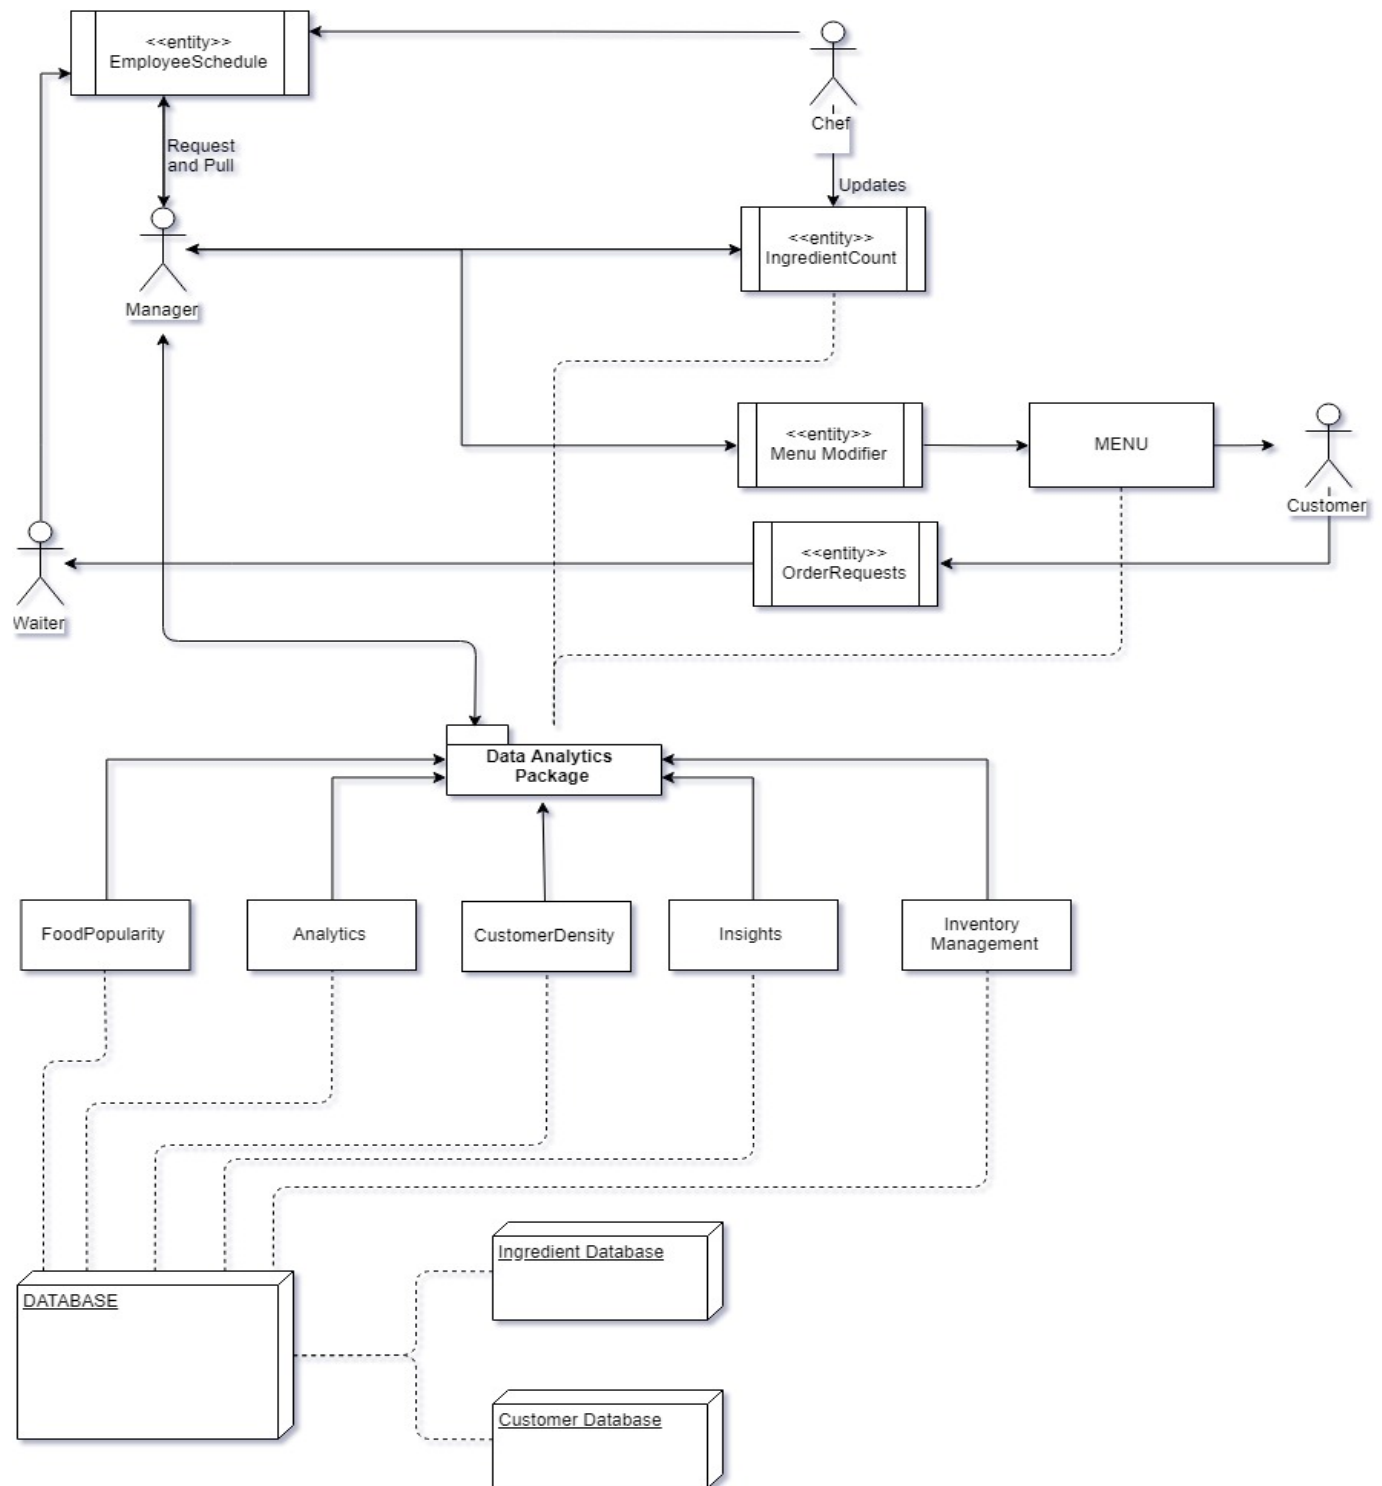 <<entity>>
EmployeeSchedule
Chef
Request
and Pull
Updates
<<entity>>
IngredientCount
Manager
<<entity>>
Menu Modifier
MENU
Customer
<<entity>>
OrderRequests
Waiter
Data Analytics
Package
FoodPopularity
Analytics
CustomerDensity
Insights
Inventory
Management
Ingredient Database
DATABASE
Customer Database